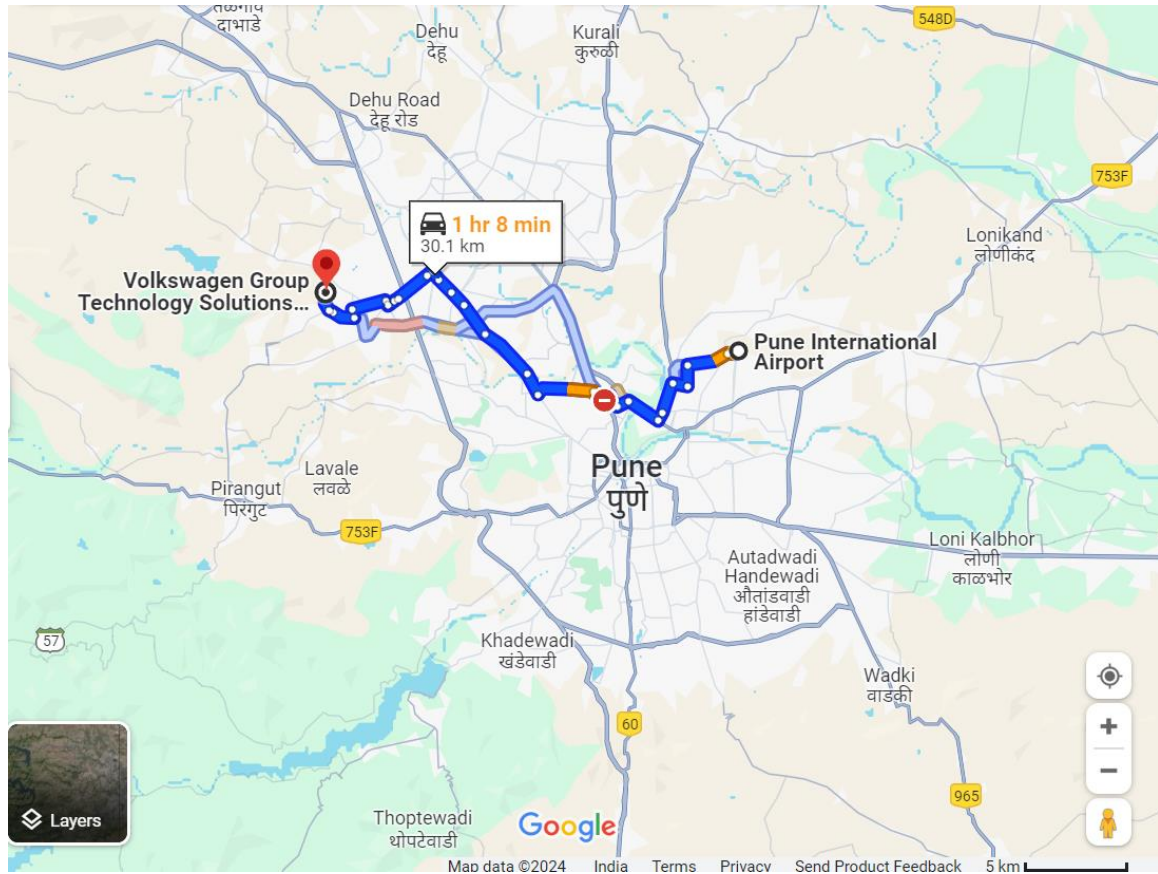 तळेगाव
दाभाडे
Dehu
देहू
Kurali
कुरुळी
548D
Dehu Road
देहू रोड
753F
1 hr 8 min
30.1 km
Lonikand
लोणीकंद
Volkswagen Group
Technology Solutions...
Pune International
Airport
Pune
पुणे
Lavale
लवळे
Pirangut
पिरंगुट
753F
Loni Kalbhor
लोणी
काळभोर
Autadwadi
Handewadi
औतांडवाडी
हांडेवाडी
57
Khadewadi
खंडेवाडी
Wadki
वाडकी
60
965
Layers
Thoptewadi
थोपटेवाडी
Google
Map data ©2024 India Terms Privacy Send Product Feedback 5 km